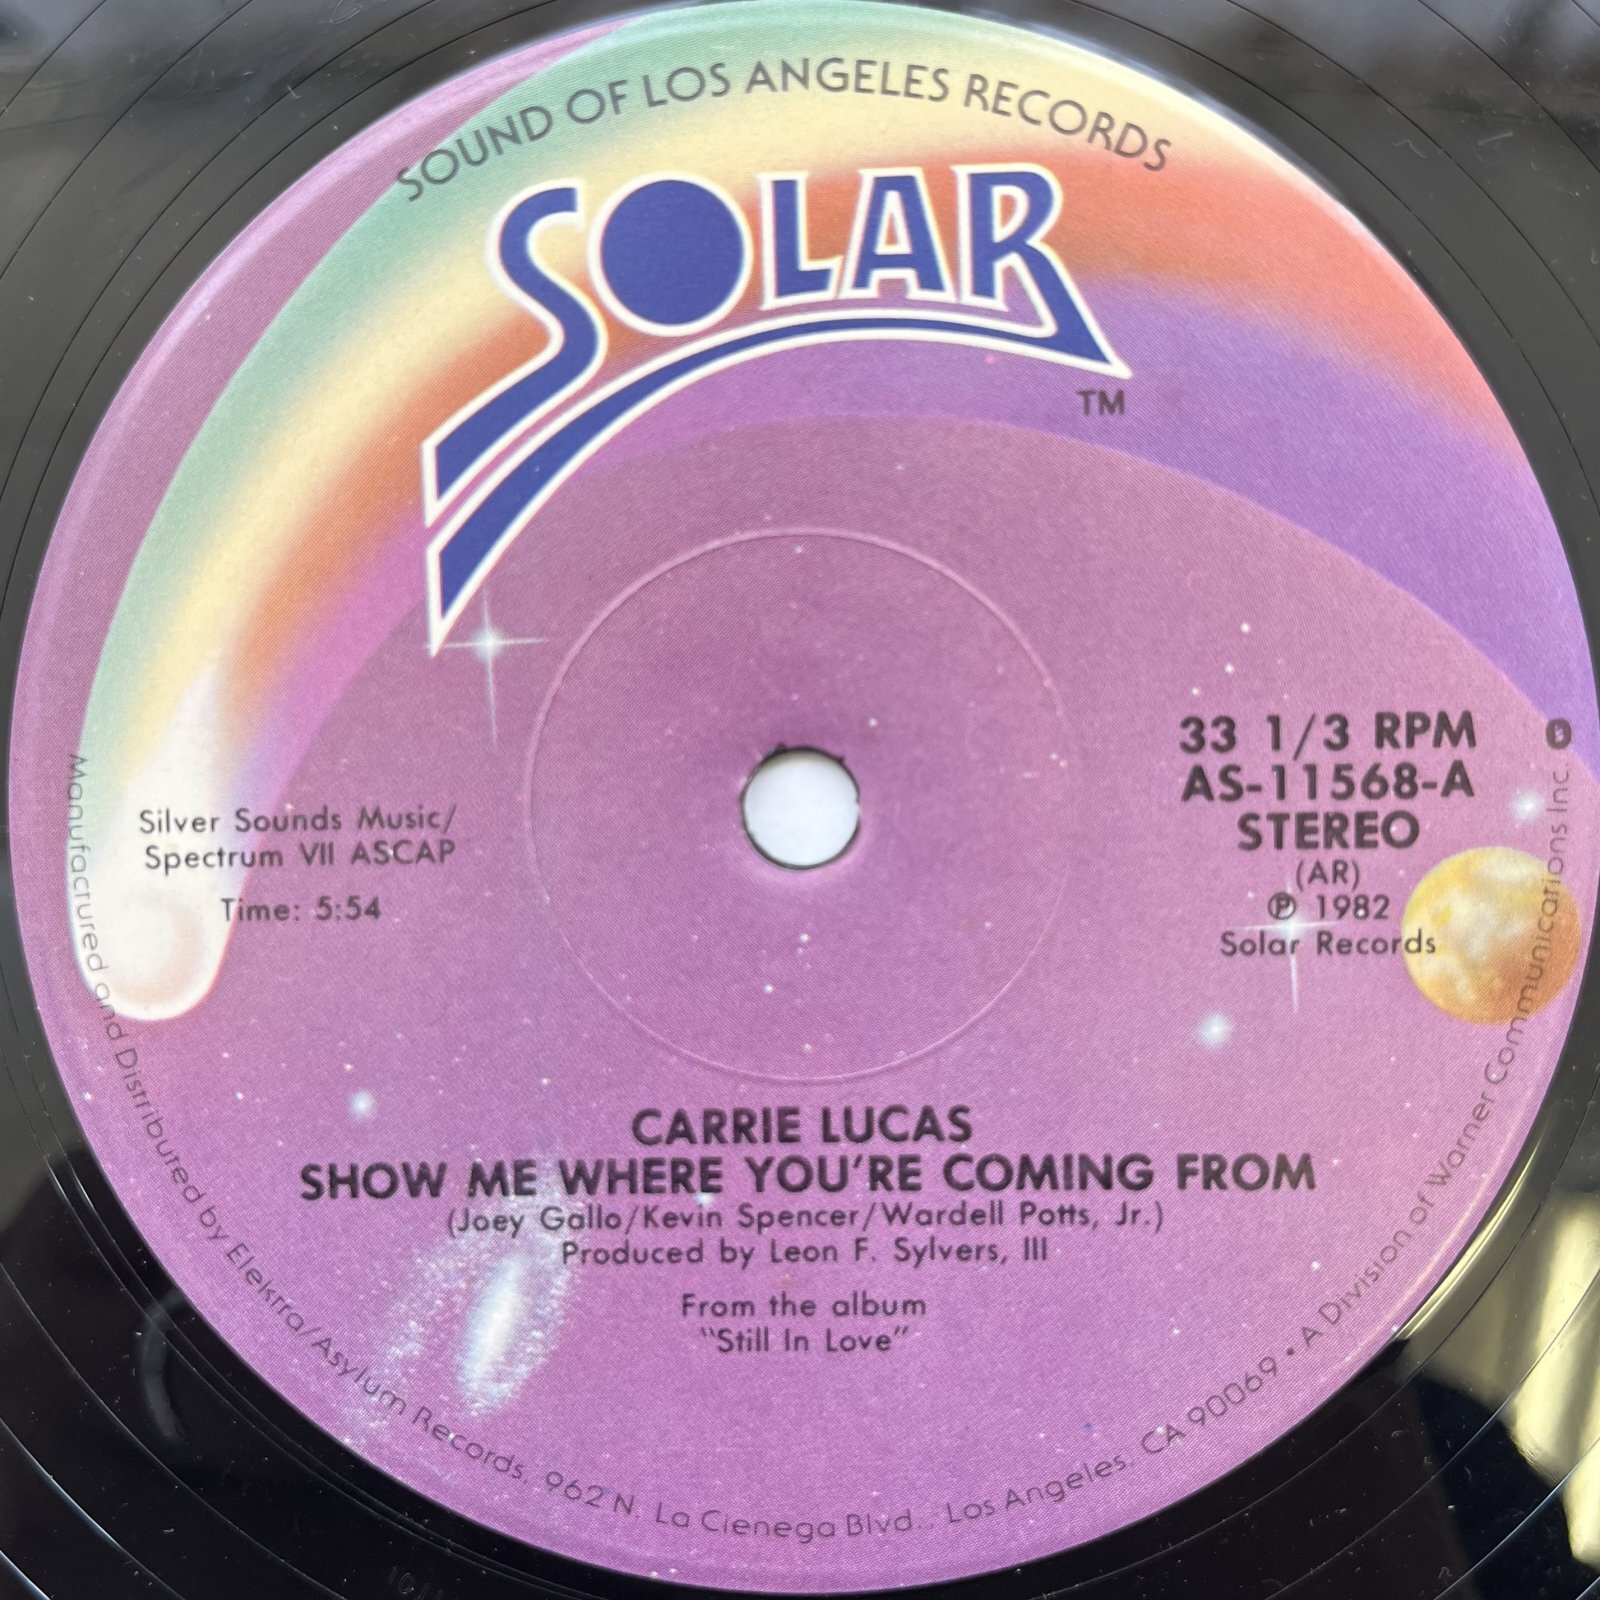 SOUND OF LOS ANGELES RECORDS
SOLAR
TM
33 1/3 RPM
AS-11568-A
STEREO
(AR)
℗ 1982
Solar Records
Silver Sounds Music/
Spectrum VII ASCAP
Time: 5:54
CARRIE LUCAS
SHOW ME WHERE YOU'RE COMING FROM
(Joey Gallo/Kevin Spencer/Wardell Potts, Jr.)
Produced by Leon F. Sylvers, III
From the album
"Still In Love"
Manufactured and Distributed by Elektra/Asylum Records, 962 N. La Cienega Blvd., Los Angeles, CA 90069 • A Division of Warner Communications Inc.